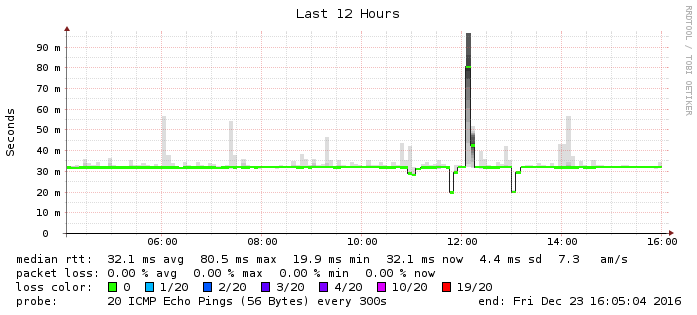 Last 12 Hours
RRDTOOL / TOBI OETIKER
Seconds
90 m
80 m
70 m
60 m
50 m
40 m
30 m
20 m
10 m
0
06:00 08:00 10:00 12:00 14:00 16:00
median rtt: 32.1 ms avg 80.5 ms max 19.9 ms min 32.1 ms now 4.4 ms sd 7.3 am/s
packet loss: 0.00 % avg 0.00 % max 0.00 % min 0.00 % now
loss color: 0 1/20 2/20 3/20 4/20 10/20 19/20
probe: 20 ICMP Echo Pings (56 Bytes) every 300s end: Fri Dec 23 16:05:04 2016